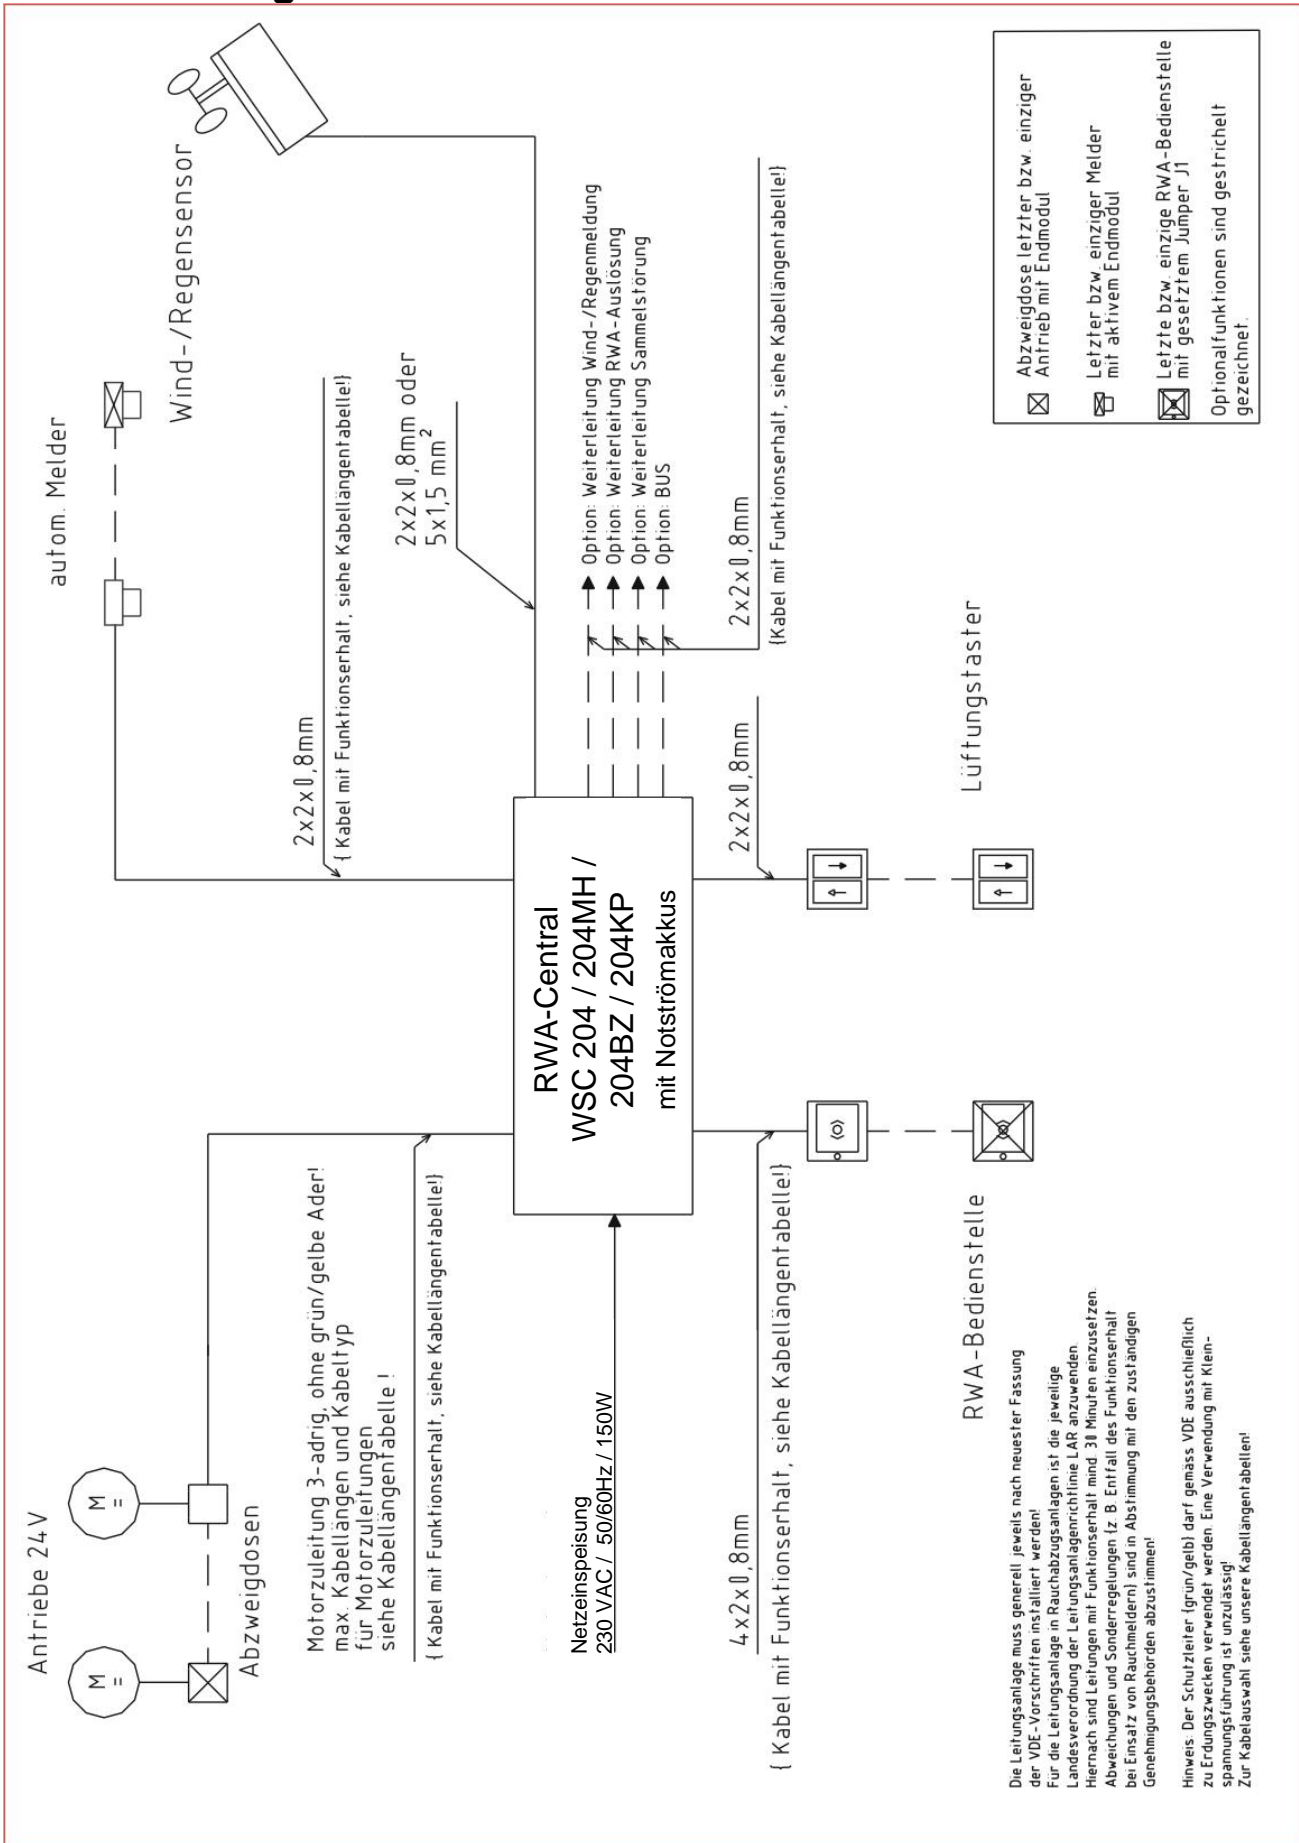 Antriebe 24V
M
=
M
=
Abzweigdosen
Motorzuleitung 3-adrig, ohne grün/gelbe Ader!
max. Kabellängen und Kabeltyp
für Motorzuleitungen
siehe Kabellängentabelle !
( Kabel mit Funktionserhalt, siehe Kabellängentabelle!)
autom. Melder
Wind-/Regensensor
2x2x0,8mm
( Kabel mit Funktionserhalt, siehe Kabellängentabelle!)
2x2x0,8mm oder
5x1,5 mm²
Netzeinspeisung
230 VAC / 50/60Hz / 150W
RWA-Central
WSC 204 / 204MH /
204BZ / 204KP
mit Notströmakkus
Option: Weiterleitung Wind-/Regenmeldung
Option: Weiterleitung RWA-Auslösung
Option: Weiterleitung Sammelstörung
Option: BUS
2x2x0,8mm
(Kabel mit Funktionserhalt, siehe Kabellängentabelle!)
4x2x0,8mm
( Kabel mit Funktionserhalt, siehe Kabellängentabelle!)
2x2x0,8mm
RWA-Bedienstelle
Lüftungstaster
Die Leitungsanlage muss generell jeweils nach neuester Fassung
der VDE-Vorschriften installiert werden!
Für die Leitungsanlage in Rauchabzugsanlagen ist die jeweilige
Landesverordnung der Leitungsanlagenrichtlinie LAR anzuwenden.
Hiernach sind Leitungen mit Funktionserhalt mind. 30 Minuten einzusetzen.
Abweichungen und Sonderregelungen (z. B. Entfall des Funktionserhalt
bei Einsatz von Rauchmeldern) sind in Abstimmung mit den zuständigen
Genehmigungsbehörden abzustimmen!
Hinweis: Der Schutzleiter (grün/gelb) darf gemäss VDE ausschließlich
zu Erdungszwecken verwendet werden. Eine Verwendung mit Klein-
spannungsführung ist unzulässig!
Zur Kabelauswahl siehe unsere Kabellängentabellen!
Abzweigdose letzter bzw. einziger
Antrieb mit Endmodul
Letzter bzw. einziger Melder
mit aktivem Endmodul
Letzte bzw. einzige RWA-Bedienstelle
mit gesetztem Jumper J1
Optionalfunktionen sind gestrichelt
gezeichnet.